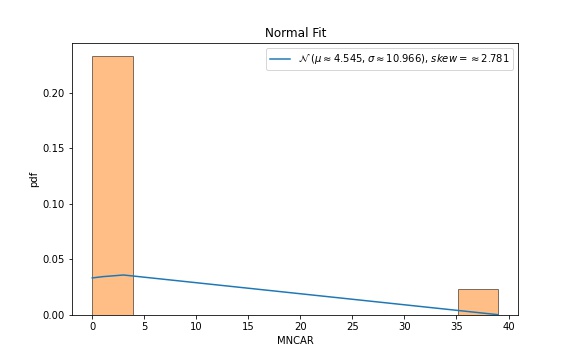 Normal Fit
𝒩 (μ ≈ 4.545, σ ≈ 10.966), skew = ≈ 2.781
pdf
0.20
0.15
0.10
0.05
0.00
0 5 10 15 20 25 30 35 40
MNCAR